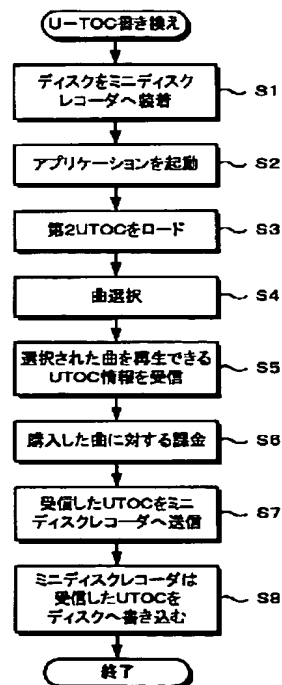 U－TOC書き換え
ディスクをミニディスク
レコーダへ装着
S1
アプリケーションを起動
S2
第2UTOCをロード
S3
曲選択
S4
選択された曲を再生できる
UTOC情報を受信
S5
購入した曲に対する課金
S6
受信したUTOCをミニ
ディスクレコーダへ送信
S7
ミニディスクレコーダは
受信したUTOCを
ディスクへ書き込む
S8
終了